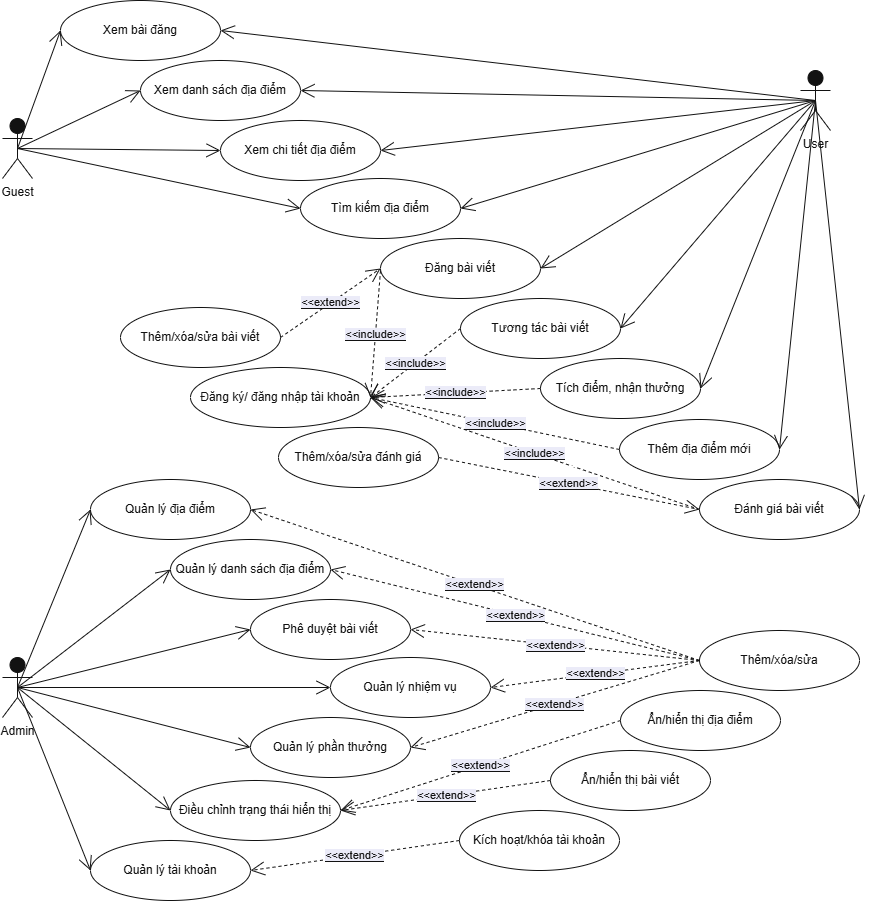 Xem bài đăng
Xem danh sách địa điểm
Guest
User
Xem chi tiết địa điểm
Tìm kiếm địa điểm
Đăng bài viết
<<extend>>
Tương tác bài viết
Thêm/xóa/sửa bài viết
<<include>>
<<include>>
Tích điểm, nhận thưởng
Đăng ký/ đăng nhập tài khoản
<<include>>
<<include>>
Thêm địa điểm mới
Thêm/xóa/sửa đánh giá
<<include>>
<<extend>>
Quản lý địa điểm
Đánh giá bài viết
Quản lý danh sách địa điểm
<<extend>>
<<extend>>
Phê duyệt bài viết
<<extend>>
Thêm/xóa/sửa
<<extend>>
Quản lý nhiệm vụ
<<extend>>
Admin
Ẩn/hiển thị địa điểm
Quản lý phần thưởng
<<extend>>
Ẩn/hiển thị bài viết
<<extend>>
Điều chỉnh trạng thái hiển thị
Kích hoạt/khóa tài khoản
<<extend>>
Quản lý tài khoản